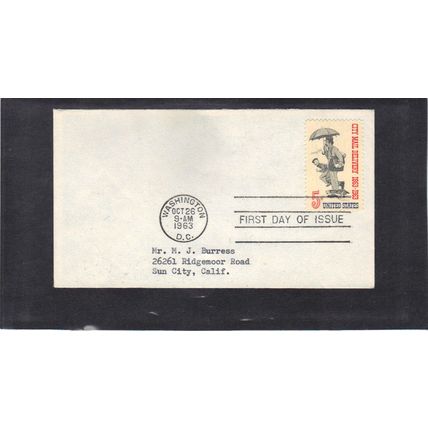 CITY MAIL DELIVERY 1863-1963
5¢
UNITED STATES
WASHINGTON
OCT 26
9-AM
1963
D.C.
FIRST DAY OF ISSUE
Mr. M. J. Burress
26261 Ridgemoor Road
Sun City, Calif.